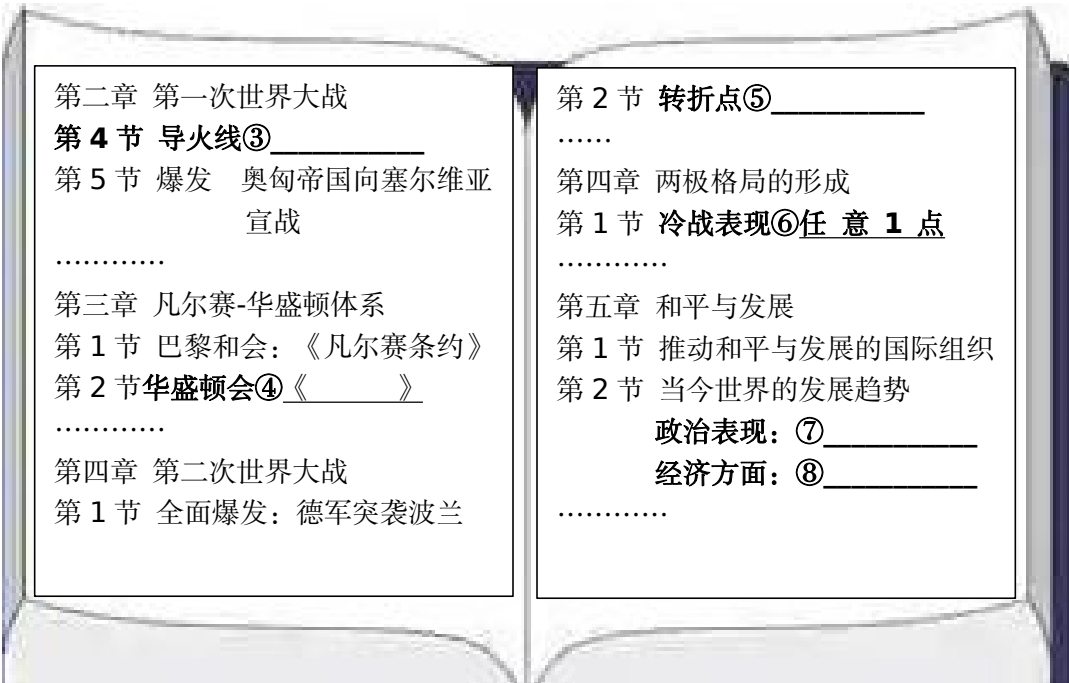 第二章 第一次世界大战
第 4 节 导火线③___________
第 5 节 爆发 奥匈帝国向塞尔维亚
宣战
…………
第三章 凡尔赛-华盛顿体系
第 1 节 巴黎和会：《凡尔赛条约》
第 2 节华盛顿会④《 》
…………
第四章 第二次世界大战
第 1 节 全面爆发：德军突袭波兰
第 2 节 转折点⑤___________
……
第四章 两极格局的形成
第 1 节 冷战表现⑥任 意 1 点
…………
第五章 和平与发展
第 1 节 推动和平与发展的国际组织
第 2 节 当今世界的发展趋势
政治表现：⑦___________
经济方面：⑧___________
…………